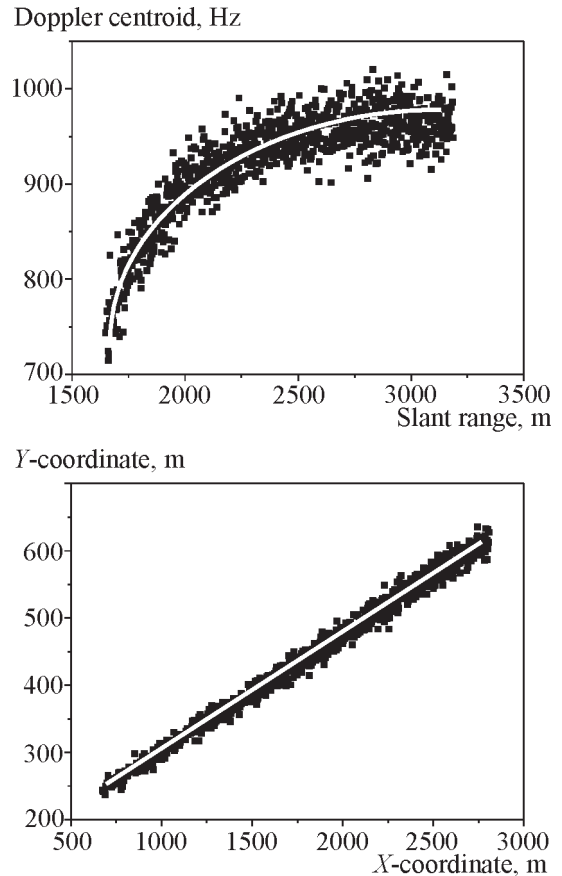 Doppler centroid, Hz
1000
900
800
700
1500 2000 2500 3000 3500
Slant range, m
Y-coordinate, m
600
500
400
300
200
500 1000 1500 2000 2500 3000
X-coordinate, m